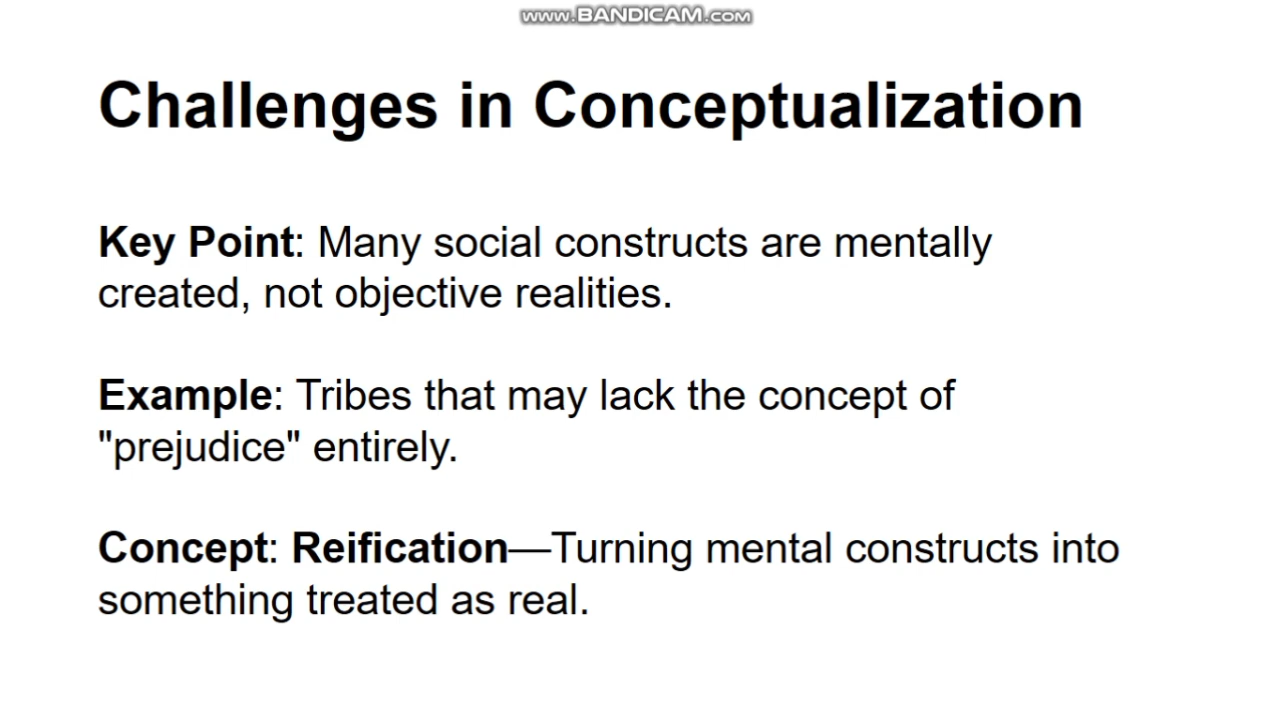 www.BANDICAM.com
Challenges in Conceptualization
Key Point: Many social constructs are mentally
created, not objective realities.
Example: Tribes that may lack the concept of
"prejudice" entirely.
Concept: Reification—Turning mental constructs into
something treated as real.